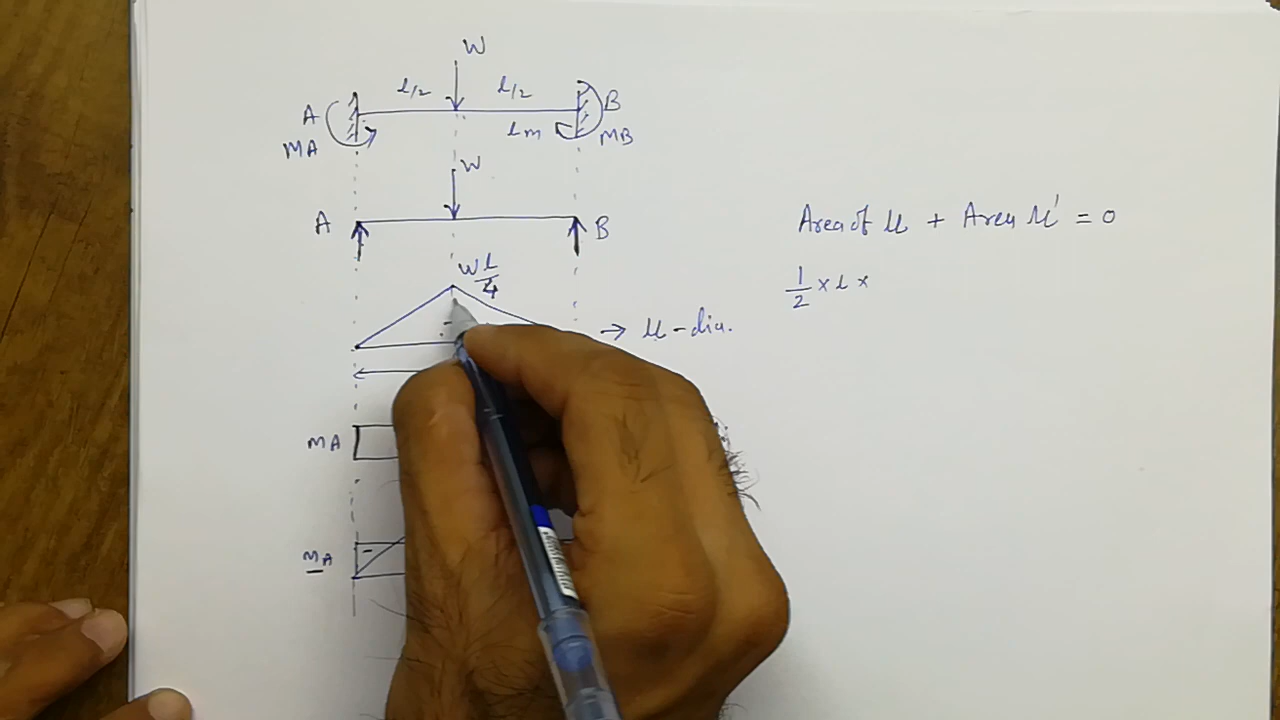 W
l/2 l/2
A B
MA lm MB
W
A B
Wl/4
→ μ - dia.
MA
- MA
Area of μ + Area μ' = 0
1/2 × l ×